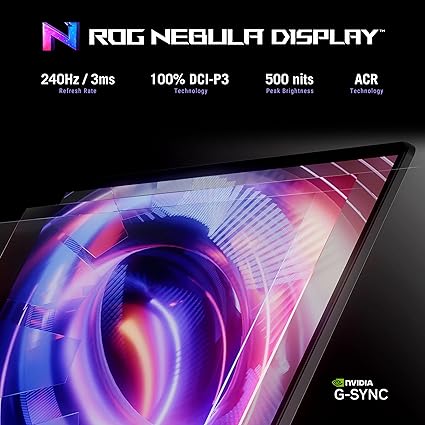 N ROG NEBULA DISPLAY™
240Hz / 3ms
Refresh Rate
100% DCI-P3
Technology
500 nits
Peak Brightness
ACR
Technology
NVIDIA
G-SYNC